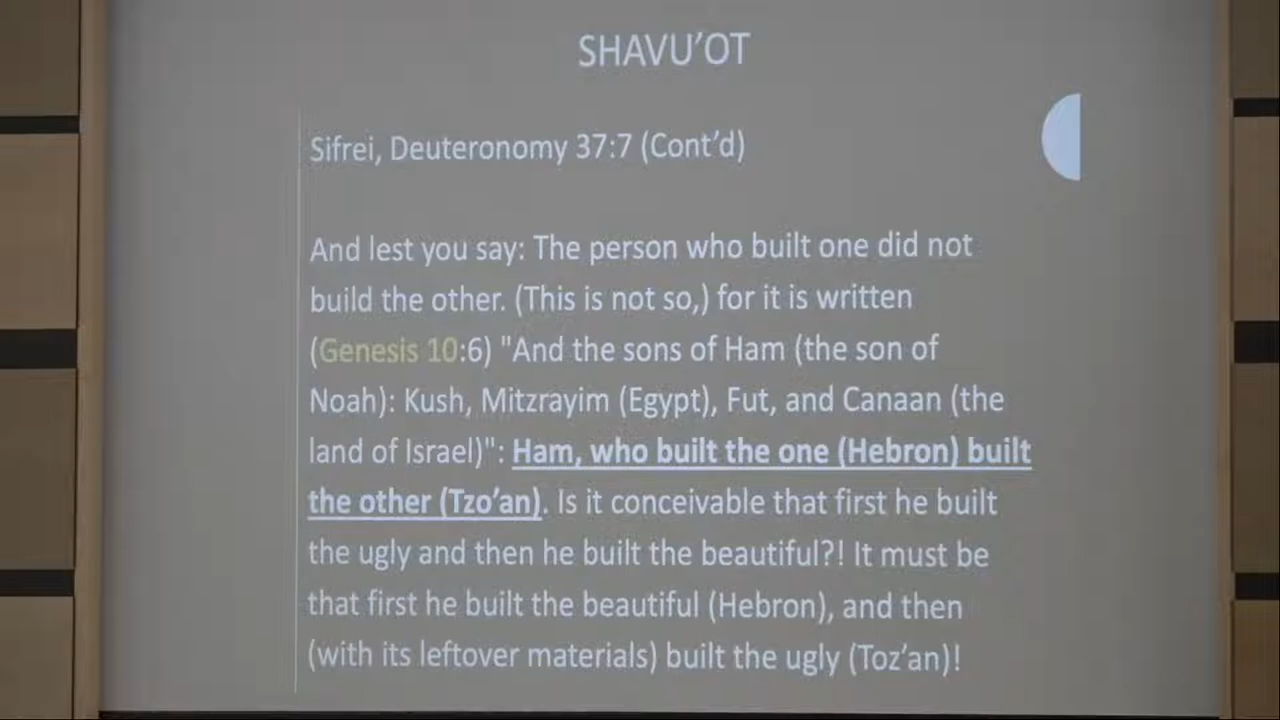 SHAVU'OT
Sifrei, Deuteronomy 37:7 (Cont'd)
And lest you say: The person who built one did not
build the other. (This is not so,) for it is written
(Genesis 10:6) "And the sons of Ham (the son of
Noah): Kush, Mitzrayim (Egypt), Fut, and Canaan (the
land of Israel)": Ham, who built the one (Hebron) built
the other (Tzo'an). Is it conceivable that first he built
the ugly and then he built the beautiful?! It must be
that first he built the beautiful (Hebron), and then
(with its leftover materials) built the ugly (Toz'an)!